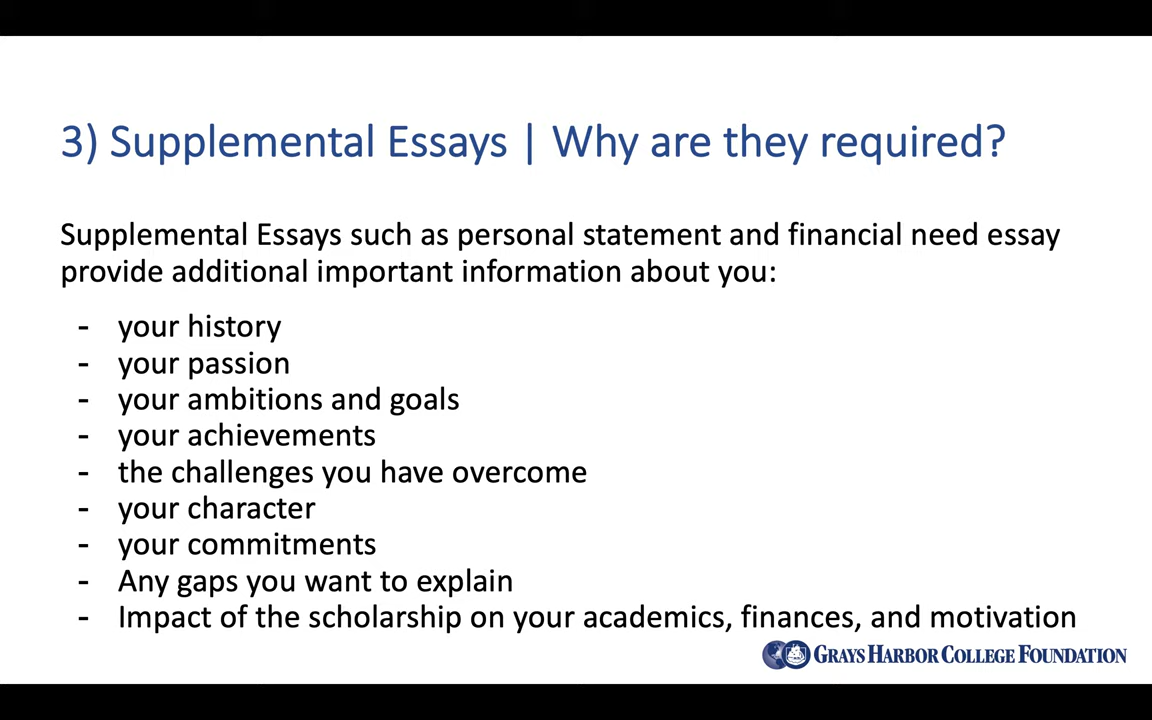 3) Supplemental Essays | Why are they required?
Supplemental Essays such as personal statement and financial need essay
provide additional important information about you:
- your history
- your passion
- your ambitions and goals
- your achievements
- the challenges you have overcome
- your character
- your commitments
- Any gaps you want to explain
- Impact of the scholarship on your academics, finances, and motivation
GRAYS HARBOR COLLEGE FOUNDATION